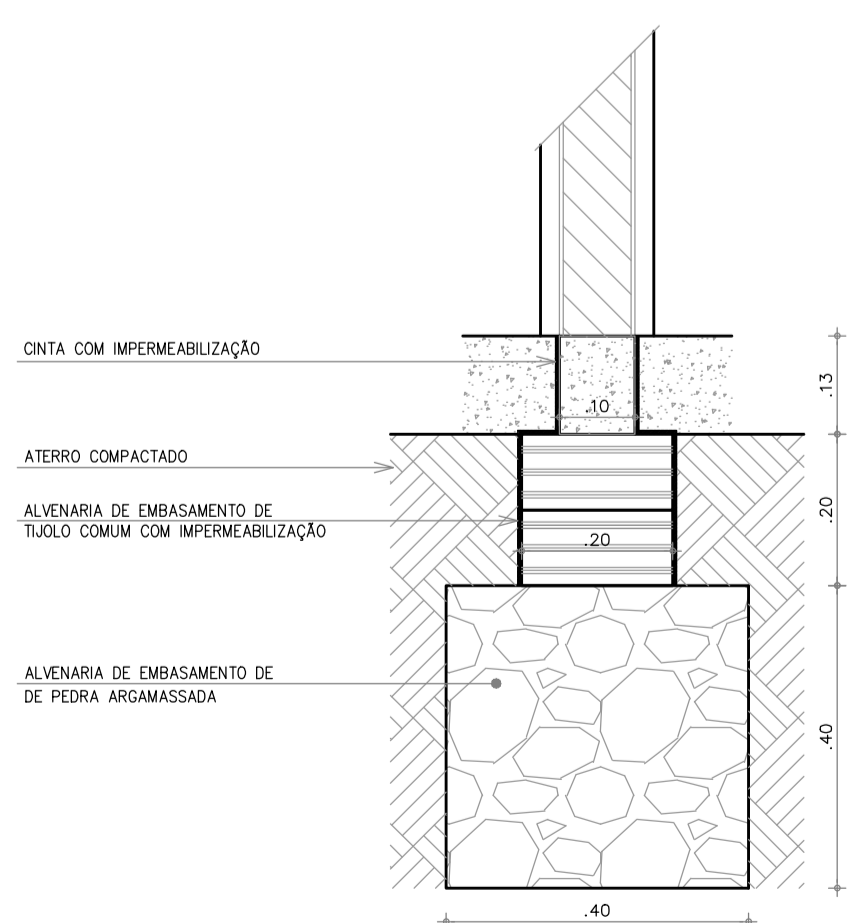 CINTA COM IMPERMEABILIZAÇÃO
.13
.10
ATERRO COMPACTADO
ALVENARIA DE EMBASAMENTO DE
TIJOLO COMUM COM IMPERMEABILIZAÇÃO
.20
.20
ALVENARIA DE EMBASAMENTO DE
DE PEDRA ARGAMASSADA
.40
.40